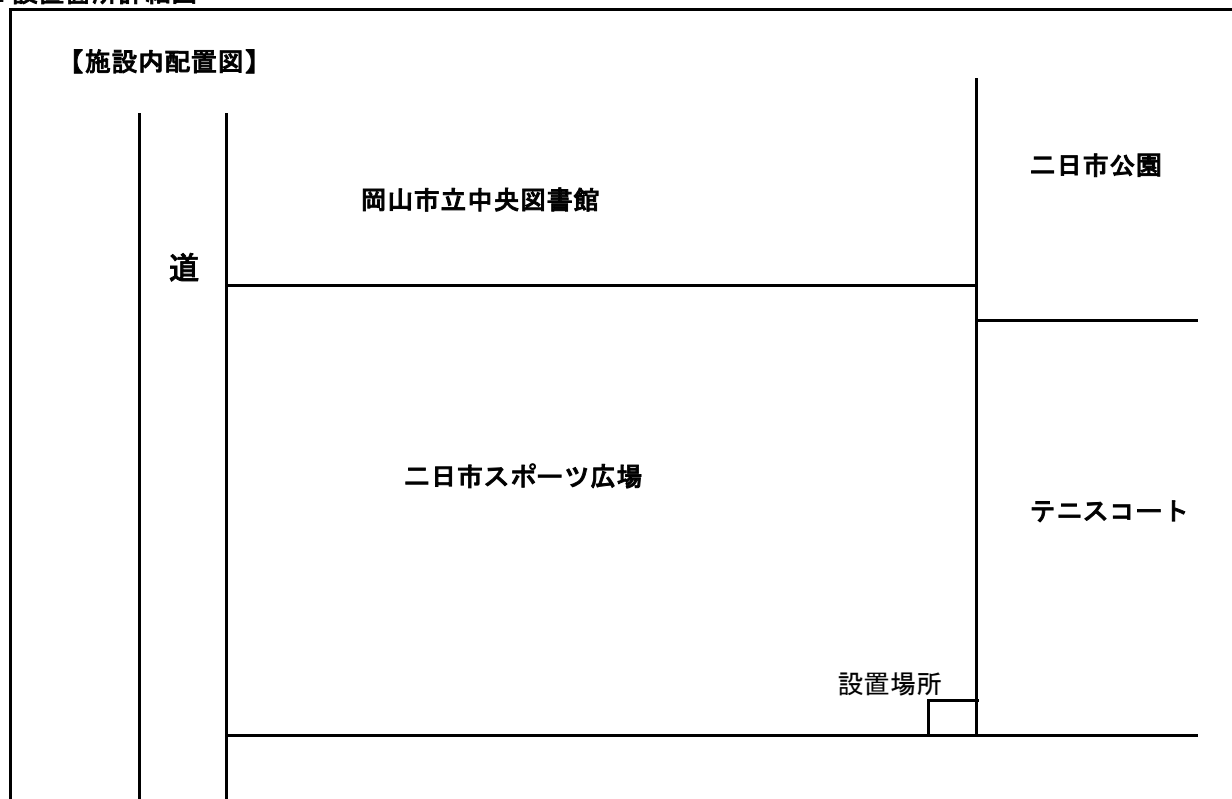 【施設内配置図】
二日市公園
岡山市立中央図書館
道
二日市スポーツ広場
テニスコート
設置場所